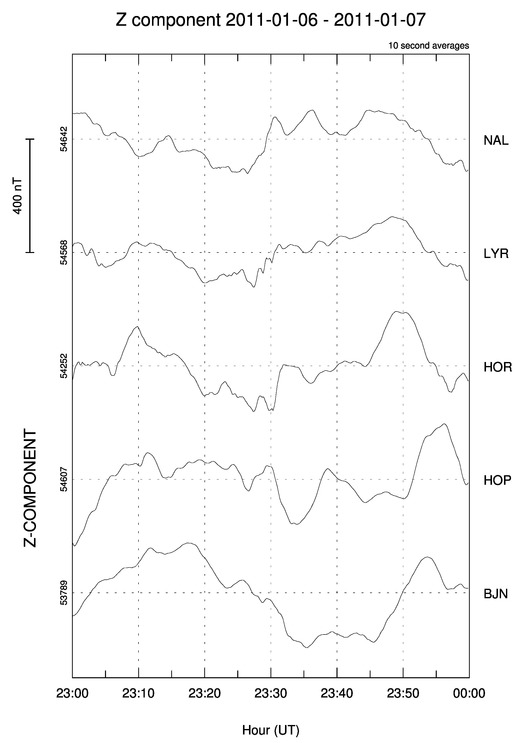 Z component 2011-01-06 - 2011-01-07
10 second averages
54642
NAL
400 nT
54568
LYR
54252
HOR
Z-COMPONENT
54607
HOP
53789
BJN
23:00 23:10 23:20 23:30 23:40 23:50 00:00
Hour (UT)